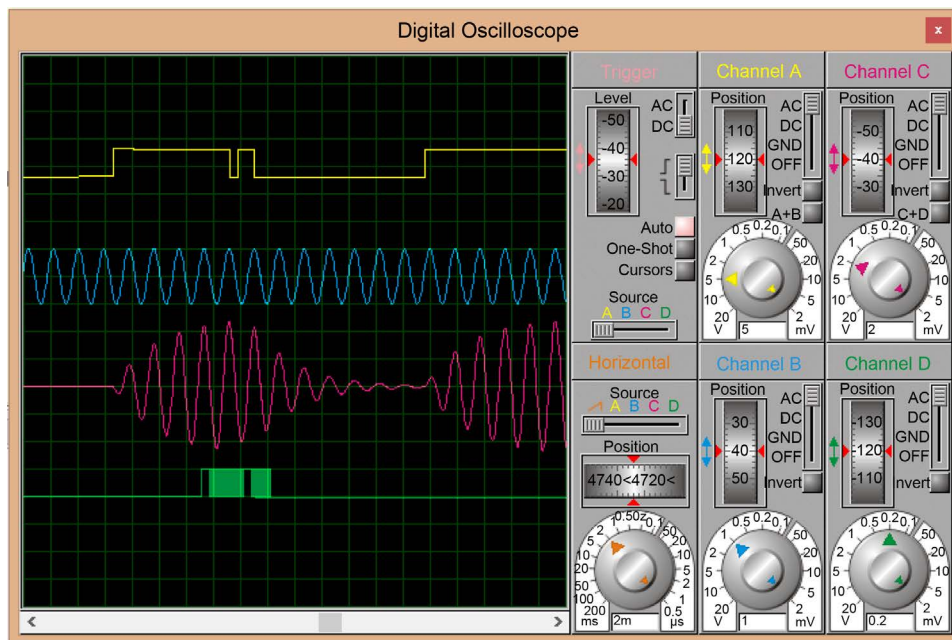 Digital Oscilloscope
x
Trigger
Level
-50
-40
-30
-20
AC
DC
Auto
One-Shot
Cursors
Source
A B C D
Channel A
Position
110
120
130
AC
DC
GND
OFF
Invert
A+B
20 10 5 2 1 0.5 0.2 0.1 50 20 10 5 2
V
5
mV
Channel C
Position
-50
-40
-30
AC
DC
GND
OFF
Invert
C+D
20 10 5 2 1 0.5 0.2 0.1 50 20 10 5 2
V
2
mV
Horizontal
Source
A B C D
Position
4740<4720<
200 100 50 20 10 5 2 1 0.5 0.2 0.1 50 20 10 5 2 1 0.5
ms
2m
µs
Channel B
Position
30
40
50
AC
DC
GND
OFF
Invert
20 10 5 2 1 0.5 0.2 0.1 50 20 10 5 2
V
1
mV
Channel D
Position
-130
-120
-110
AC
DC
GND
OFF
nvert
20 10 5 2 1 0.5 0.2 0.1 50 20 10 5 2
V
0.2
mV